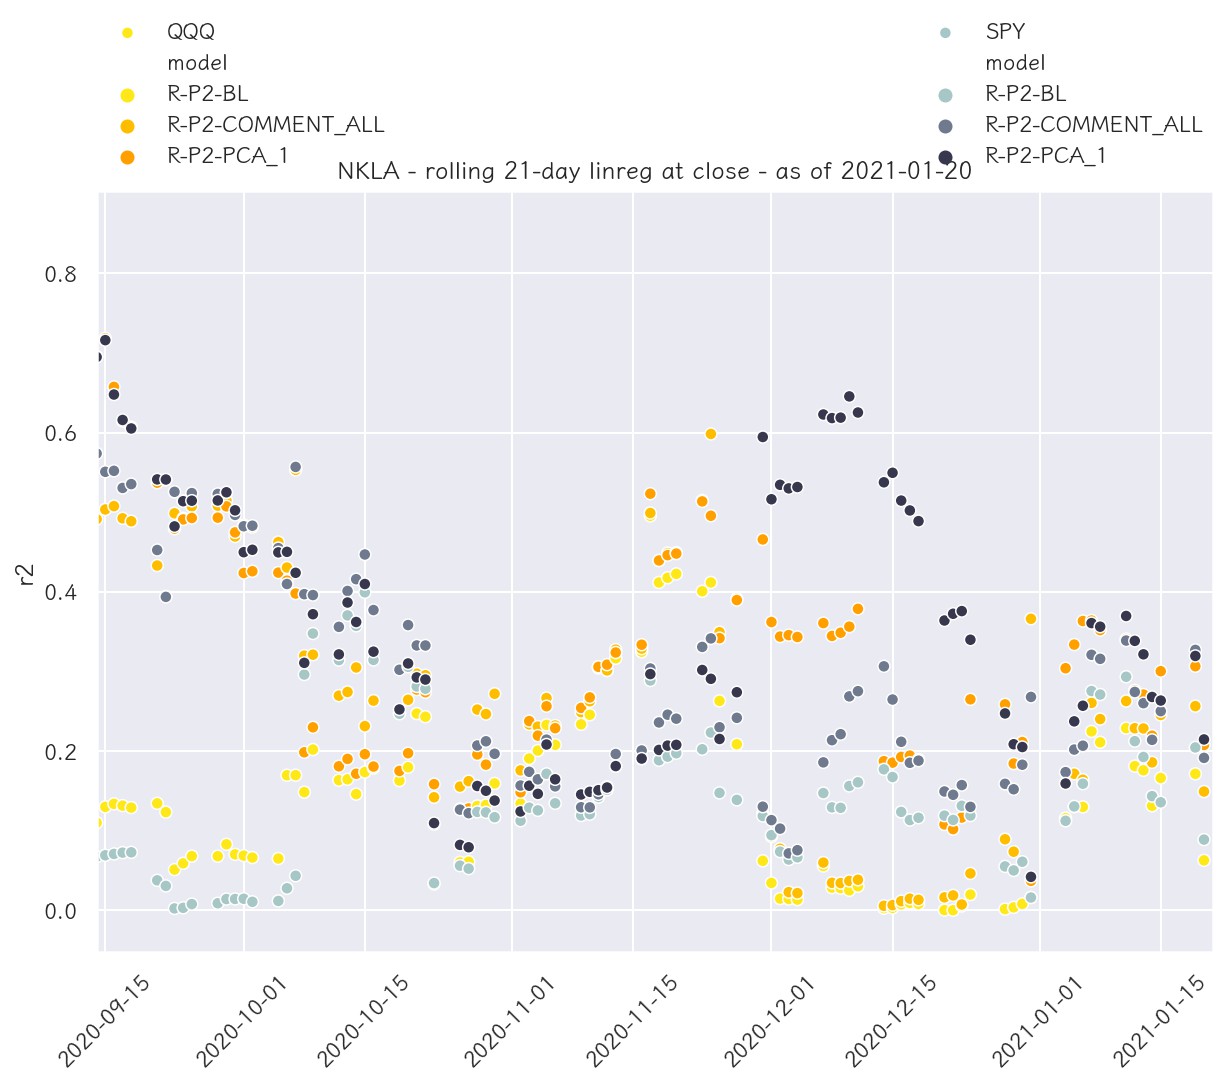 QQQ
model
R-P2-BL
R-P2-COMMENT_ALL
R-P2-PCA_1
SPY
model
R-P2-BL
R-P2-COMMENT_ALL
R-P2-PCA_1
NKLA - rolling 21-day linreg at close - as of 2021-01-20
r2
0.8
0.6
0.4
0.2
0.0
2020-09-15
2020-10-01
2020-10-15
2020-11-01
2020-11-15
2020-12-01
2020-12-15
2021-01-01
2021-01-15